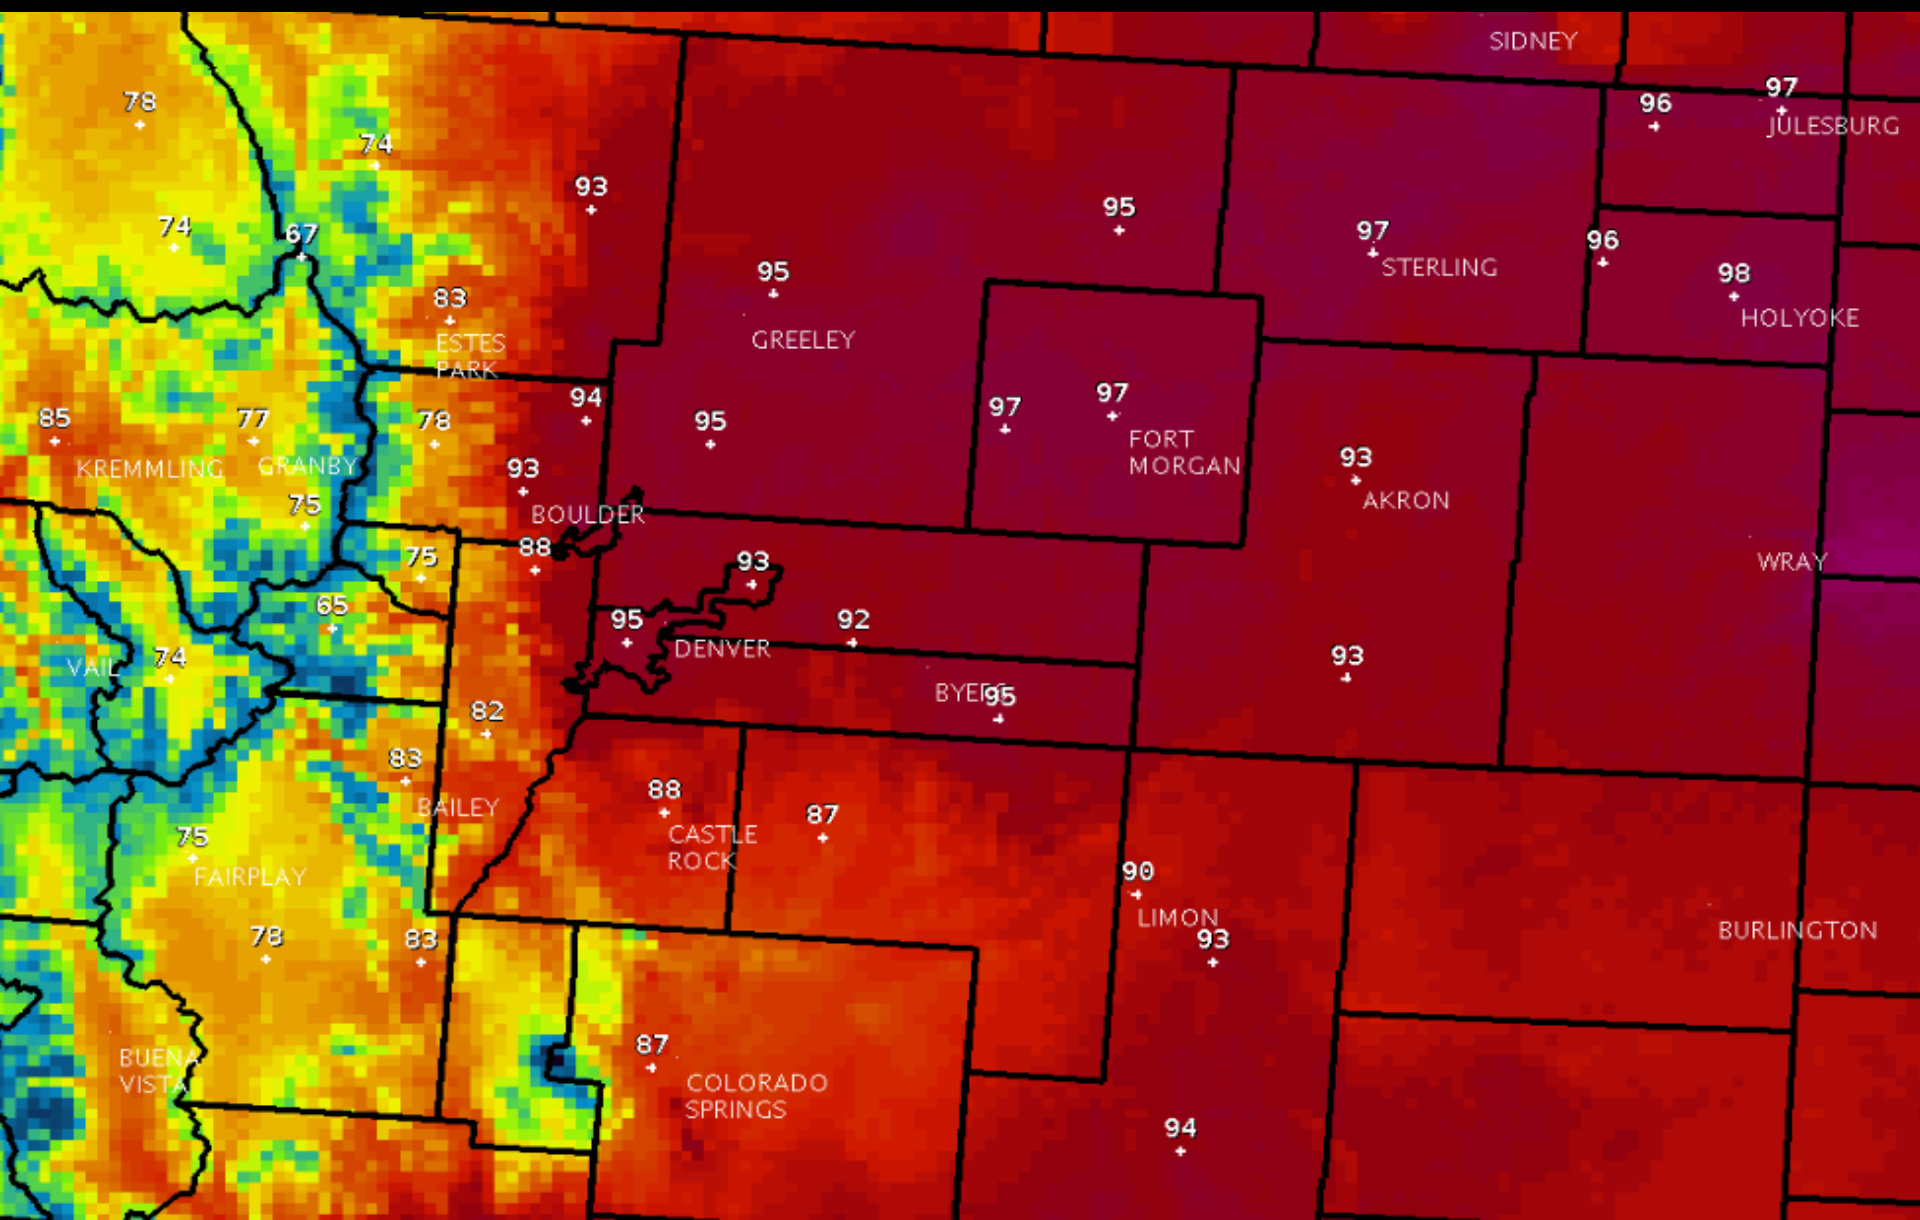 SIDNEY
97
78
96
JULESBURG
74
93
95
74
67
97
96
STERLING
95
98
83
HOLYOKE
ESTES
GREELEY
PARK
94
97
97
85
77
78
95
FORT
93
KREMMLING
GRANBY
93
MORGAN
AKRON
75
BOULDER
88
75
93
WRAY
65
95
92
VAIL
74
DENVER
93
BYERS
95
82
83
88
BAILEY
87
CASTLE
75
ROCK
FAIRPLAY
90
LIMON
78
83
93
BURLINGTON
BUENA
VISTA
87
COLORADO
SPRINGS
94